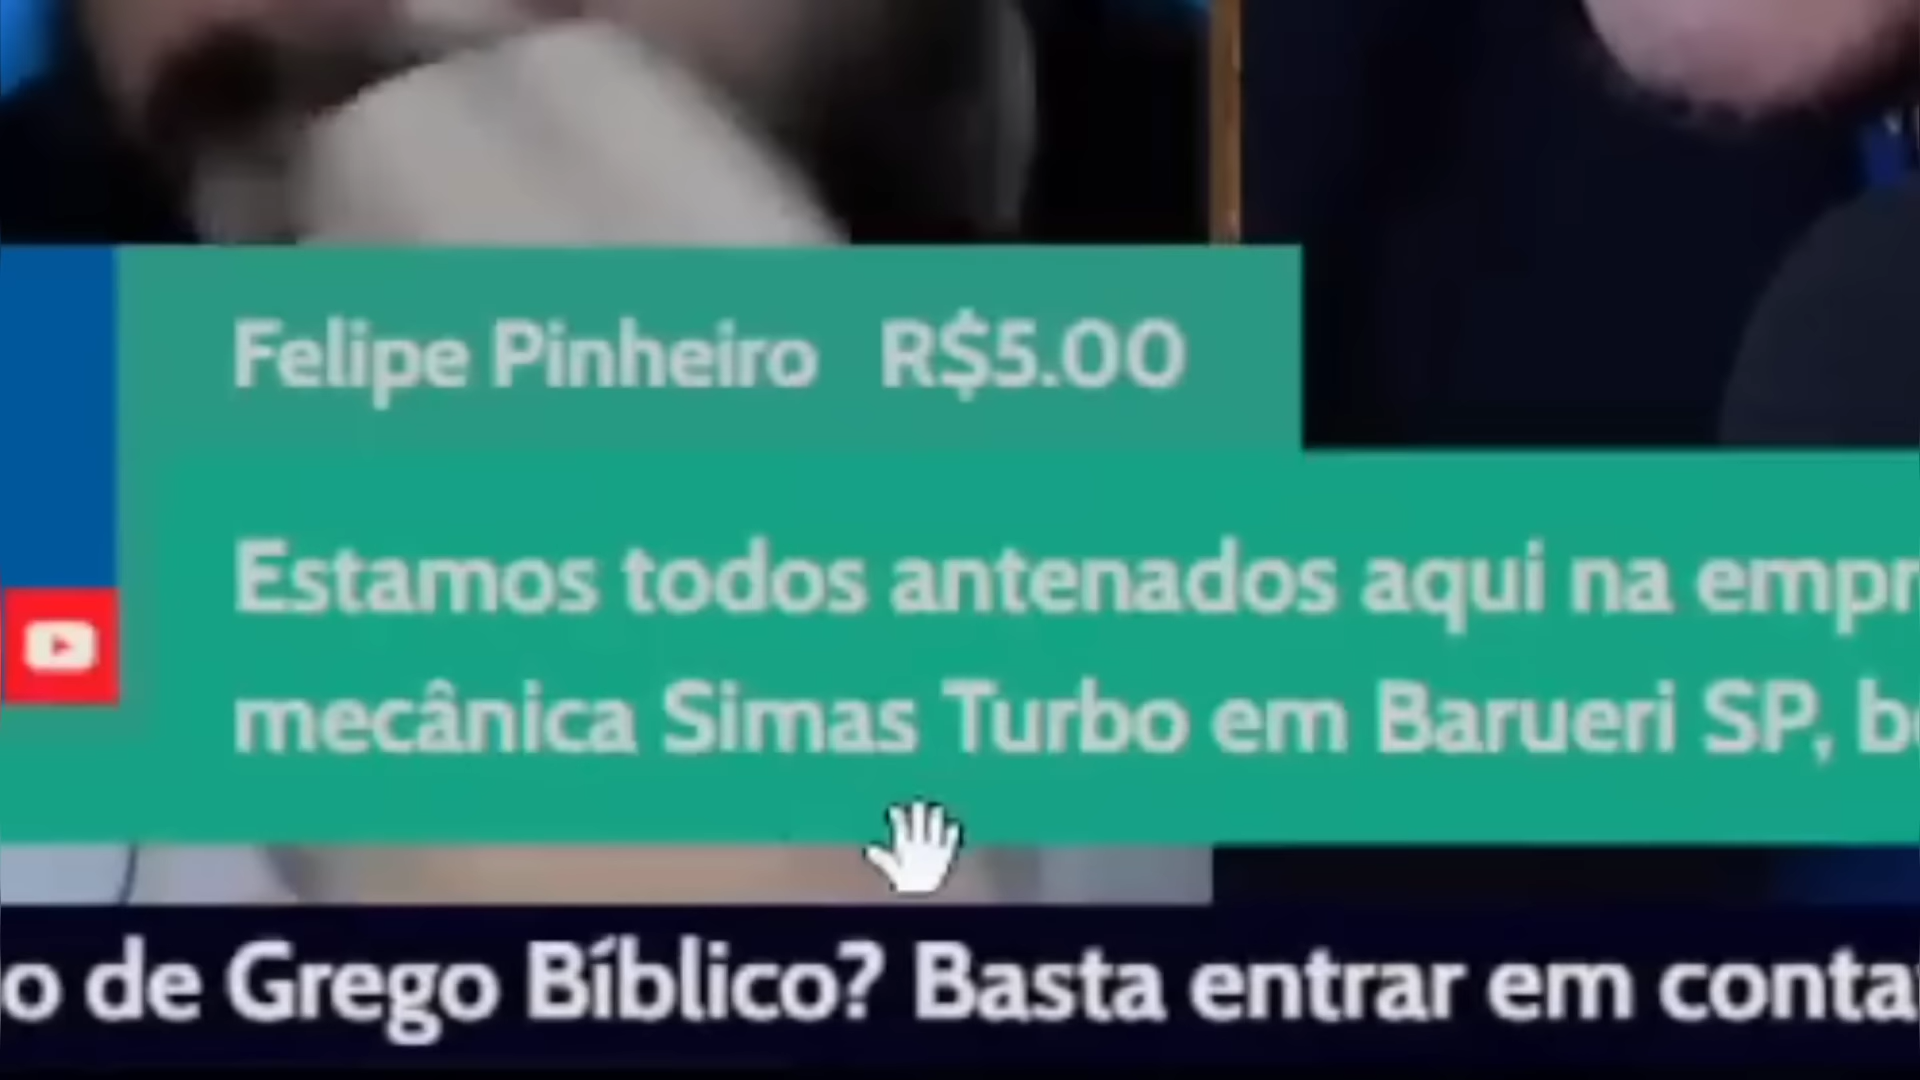 Felipe Pinheiro R$5.00
Estamos todos antenados aqui na
mecânica Simas Turbo em Barueri SP,
de Grego Bíblico? Basta entrar em